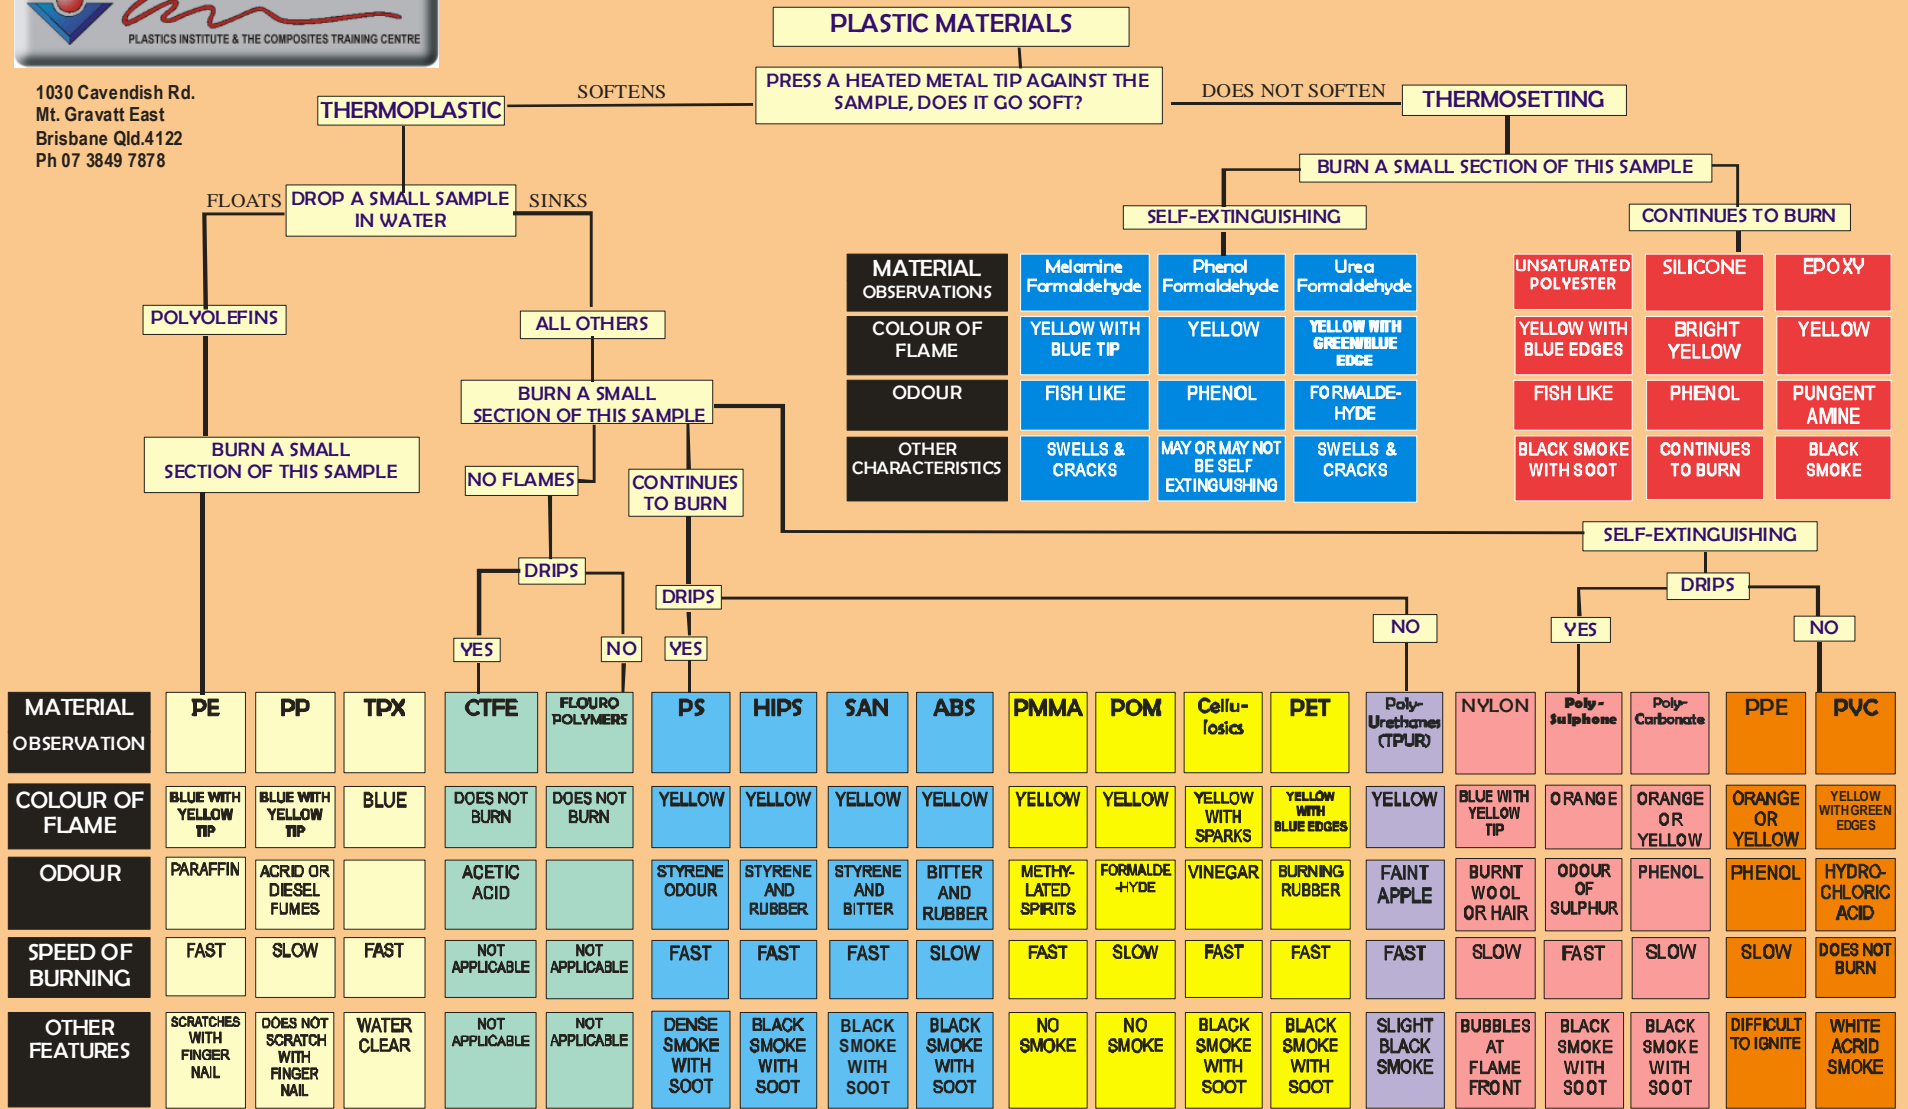 PLASTICS INSTITUTE & THE COMPOSITES TRAINING CENTRE
1030 Cavendish Rd.
Mt. Gravatt East
Brisbane Qld.4122
Ph 07 3849 7878
PLASTIC MATERIALS
PRESS A HEATED METAL TIP AGAINST THE
SAMPLE, DOES IT GO SOFT?
SOFTENS
DOES NOT SOFTEN
THERMOPLASTIC
THERMOSETTING
BURN A SMALL SECTION OF THIS SAMPLE
FLOATS
DROP A SMALL SAMPLE
IN WATER
SINKS
SELF-EXTINGUISHING
CONTINUES TO BURN
MATERIAL
OBSERVATIONS
Melamine
Formaldehyde
Phenol
Formaldehyde
Urea
Formaldehyde
UNSATURATED
POLYESTER
SILICONE
EPOXY
COLOUR OF
FLAME
YELLOW WITH
BLUE TIP
YELLOW
YELLOW WITH
GREEN/BLUE
EDGE
YELLOW WITH
BLUE EDGES
BRIGHT
YELLOW
YELLOW
ODOUR
FISH LIKE
PHENOL
FORMALDE-
HYDE
FISH LIKE
PHENOL
PUNGENT
AMINE
OTHER
CHARACTERISTICS
SWELLS &
CRACKS
MAY OR MAY NOT
BE SELF
EXTINGUISHING
SWELLS &
CRACKS
BLACK SMOKE
WITH SOOT
CONTINUES
TO BURN
BLACK
SMOKE
POLYOLEFINS
ALL OTHERS
BURN A SMALL
SECTION OF THIS SAMPLE
BURN A SMALL
SECTION OF THIS SAMPLE
NO FLAMES
CONTINUES
TO BURN
SELF-EXTINGUISHING
DRIPS
DRIPS
DRIPS
YES
NO
YES
NO
YES
NO
MATERIAL
OBSERVATION
PE
PP
TPX
CTFE
FLOURO
POLYMERS
PS
HIPS
SAN
ABS
PMMA
POM
Cellu-
losics
PET
Poly-
Urethanes
(TPUR)
NYLON
Poly-
Sulphone
Poly-
Carbonate
PPE
PVC
COLOUR OF
FLAME
BLUE WITH
YELLOW
TIP
BLUE WITH
YELLOW
TIP
BLUE
DOES NOT
BURN
DOES NOT
BURN
YELLOW
YELLOW
YELLOW
YELLOW
YELLOW
YELLOW
YELLOW
WITH
SPARKS
YELLOW
WITH
BLUE EDGES
YELLOW
BLUE WITH
YELLOW
TIP
ORANGE
ORANGE
OR
YELLOW
ORANGE
OR
YELLOW
YELLOW
WITH GREEN
EDGES
ODOUR
PARAFFIN
ACRID OR
DIESEL
FUMES
ACETIC
ACID
STYRENE
ODOUR
STYRENE
AND
RUBBER
STYRENE
AND
BITTER
BITTER
AND
RUBBER
METHY-
LATED
SPIRITS
FORMALDE
-HYDE
VINEGAR
BURNING
RUBBER
FAINT
APPLE
BURNT
WOOL
OR HAIR
ODOUR
OF
SULPHUR
PHENOL
PHENOL
HYDRO-
CHLORIC
ACID
SPEED OF
BURNING
FAST
SLOW
FAST
NOT
APPLICABLE
NOT
APPLICABLE
FAST
FAST
FAST
SLOW
FAST
SLOW
FAST
FAST
FAST
SLOW
FAST
SLOW
SLOW
DOES NOT
BURN
OTHER
FEATURES
SCRATCHES
WITH
FINGER
NAIL
DOES NOT
SCRATCH
WITH
FINGER
NAIL
WATER
CLEAR
NOT
APPLICABLE
NOT
APPLICABLE
DENSE
SMOKE
WITH
SOOT
BLACK
SMOKE
WITH
SOOT
BLACK
SMOKE
WITH
SOOT
BLACK
SMOKE
WITH
SOOT
NO
SMOKE
NO
SMOKE
BLACK
SMOKE
WITH
SOOT
BLACK
SMOKE
WITH
SOOT
SLIGHT
BLACK
SMOKE
BUBBLES
AT
FLAME
FRONT
BLACK
SMOKE
WITH
SOOT
BLACK
SMOKE
WITH
SOOT
DIFFICULT
TO IGNITE
WHITE
ACRID
SMOKE